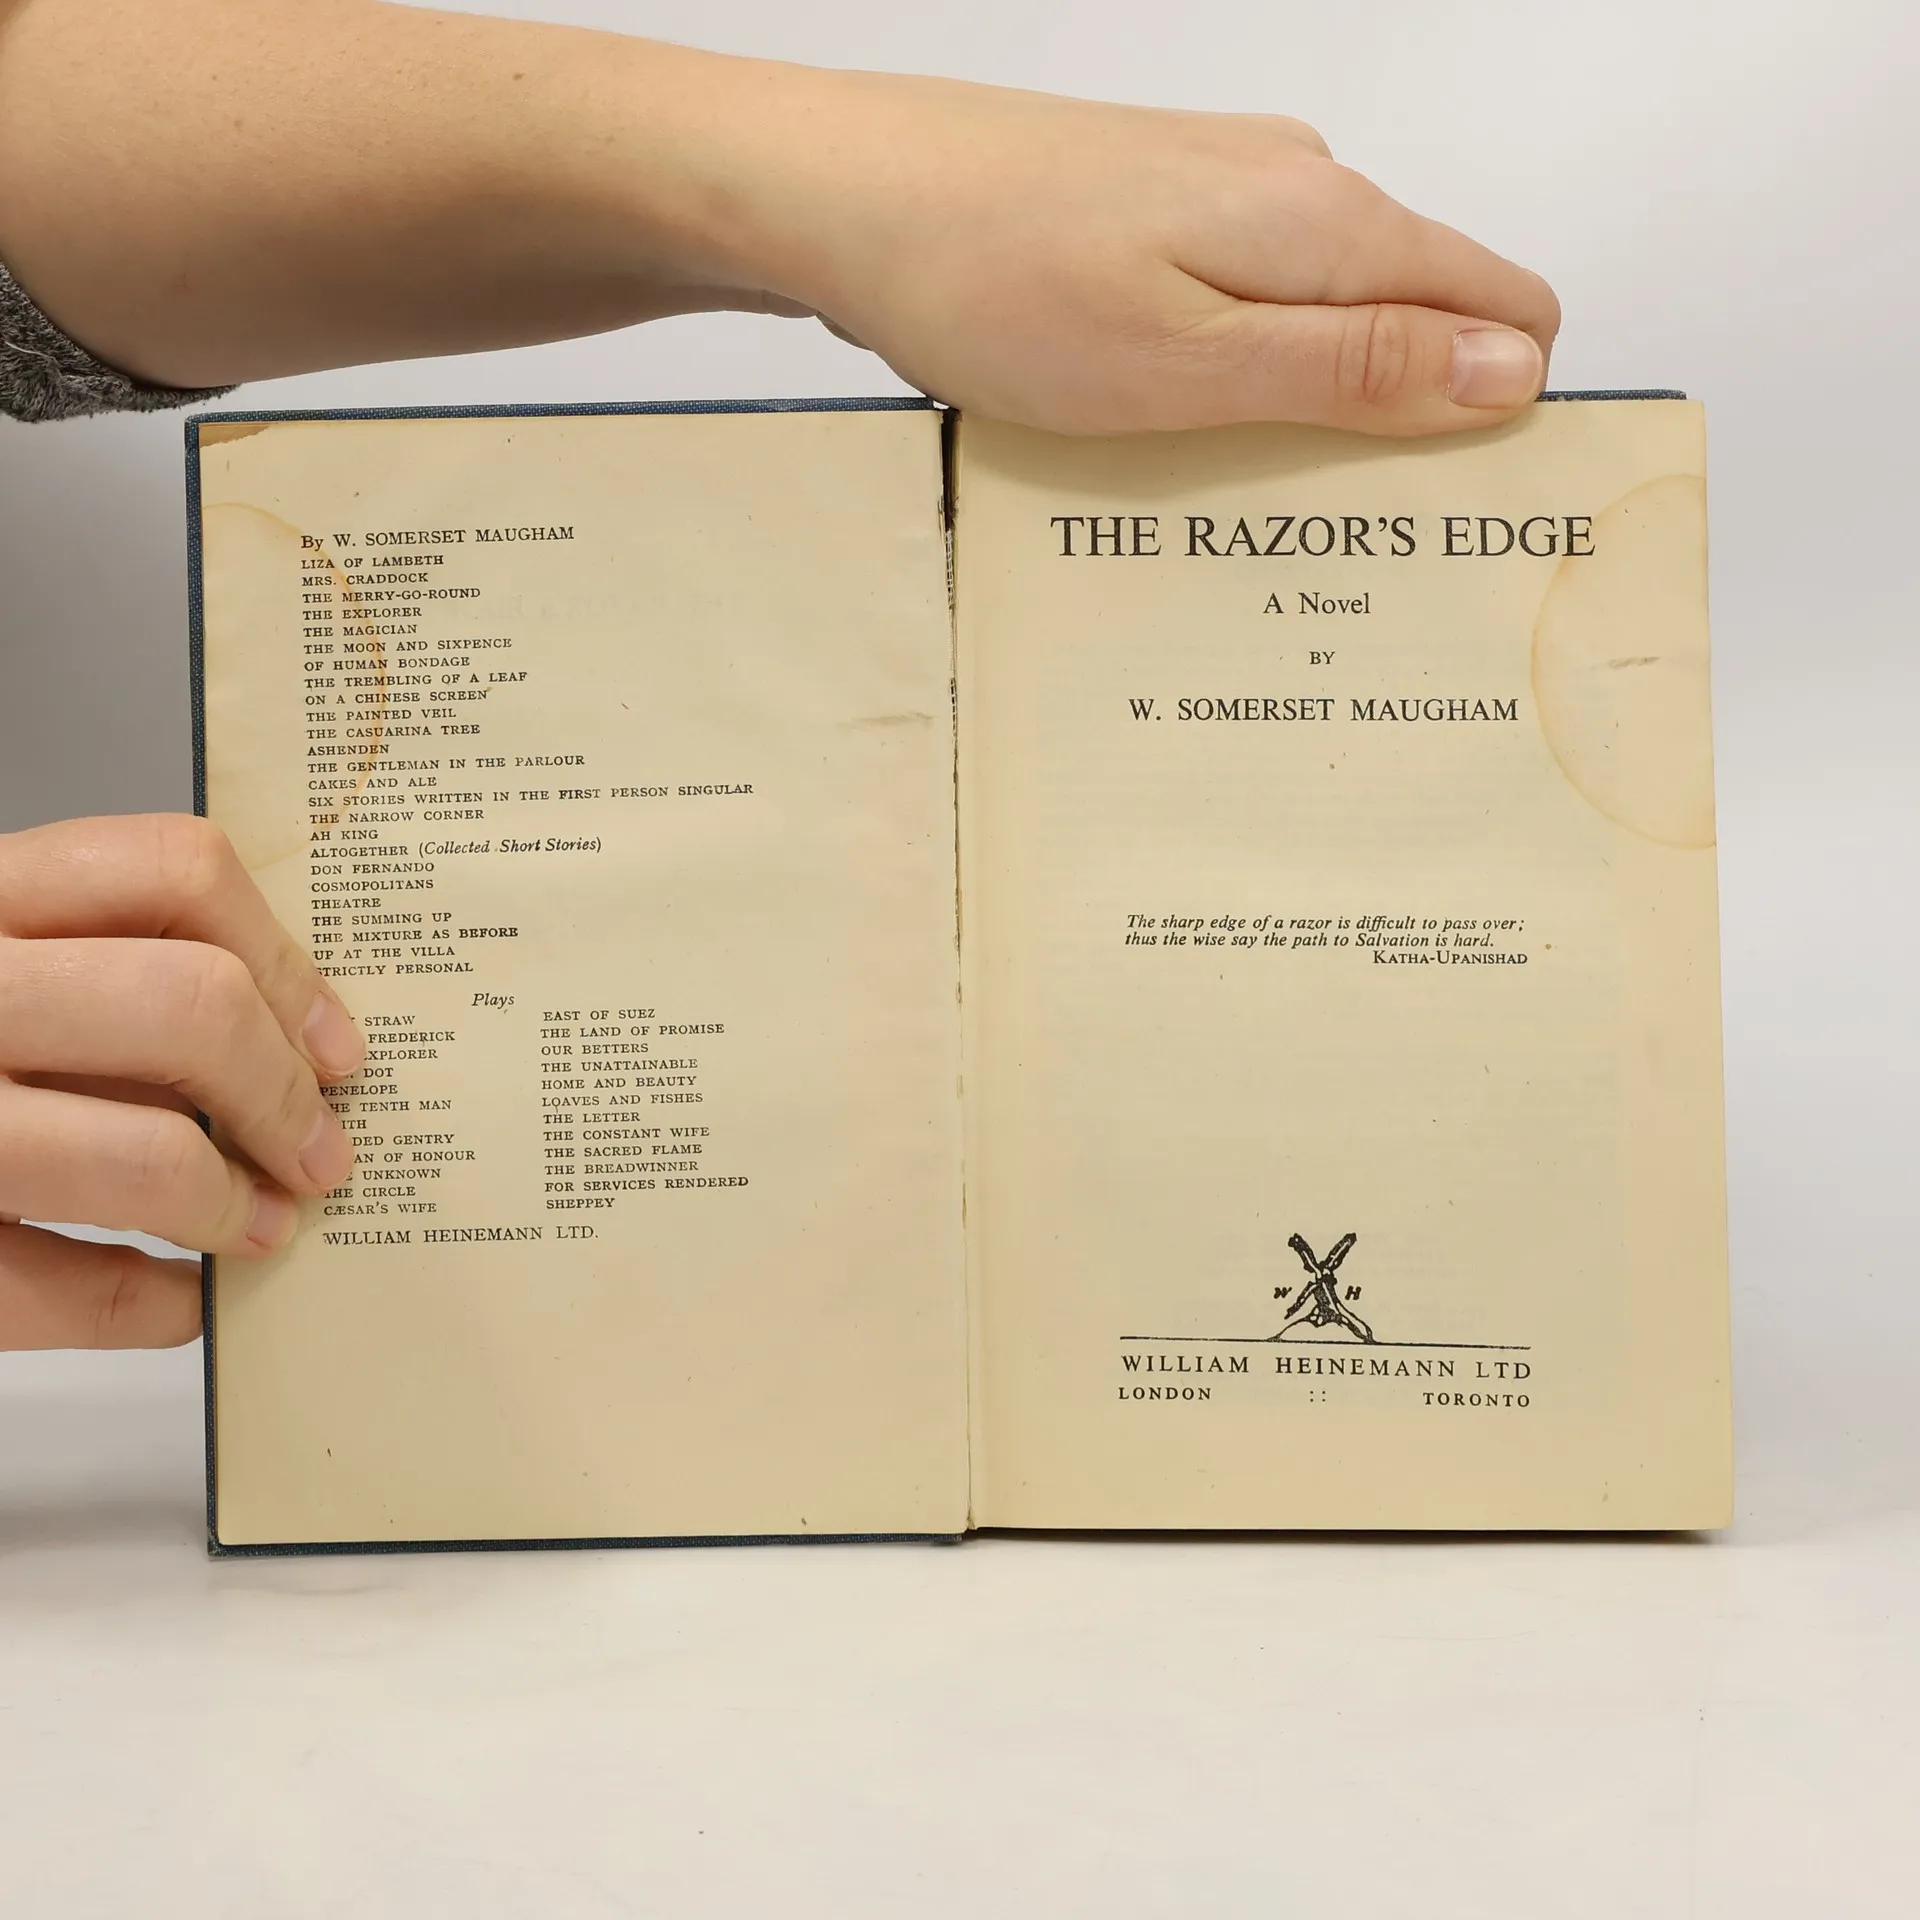 By W. SOMERSET MAUGHAM
LIZA OF LAMBETH
MRS. CRADDOCK
THE MERRY-GO-ROUND
THE EXPLORER
THE MAGICIAN
THE MOON AND SIXPENCE
OF HUMAN BONDAGE
THE TREMBLING OF A LEAF
ON A CHINESE SCREEN
THE PAINTED VEIL
THE CASUARINA TREE
ASHENDEN
THE GENTLEMAN IN THE PARLOUR
CAKES AND ALE
SIX STORIES WRITTEN IN THE FIRST PERSON SINGULAR
THE NARROW CORNER
AH KING
ALTOGETHER (Collected Short Stories)
DON FERNANDO
COSMOPOLITANS
THEATRE
THE SUMMING UP
THE MIXTURE AS BEFORE
UP AT THE VILLA
STRICTLY PERSONAL
Plays
STRAW
FREDERICK
EXPLORER
DOT
PENELOPE
THE TENTH MAN
GENTRY
OF HONOUR
UNKNOWN
THE CIRCLE
CÆSAR'S WIFE
EAST OF SUEZ
THE LAND OF PROMISE
OUR BETTERS
THE UNATTAINABLE
HOME AND BEAUTY
LOAVES AND FISHES
THE LETTER
THE CONSTANT WIFE
THE SACRED FLAME
THE BREADWINNER
FOR SERVICES RENDERED
SHEPPEY
WILLIAM HEINEMANN LTD.
THE RAZOR'S EDGE
A Novel
BY
W. SOMERSET MAUGHAM
The sharp edge of a razor is difficult to pass over;
thus the wise say the path to Salvation is hard.
KATHA-UPANISHAD
W H
WILLIAM HEINEMANN LTD
LONDON :: TORONTO